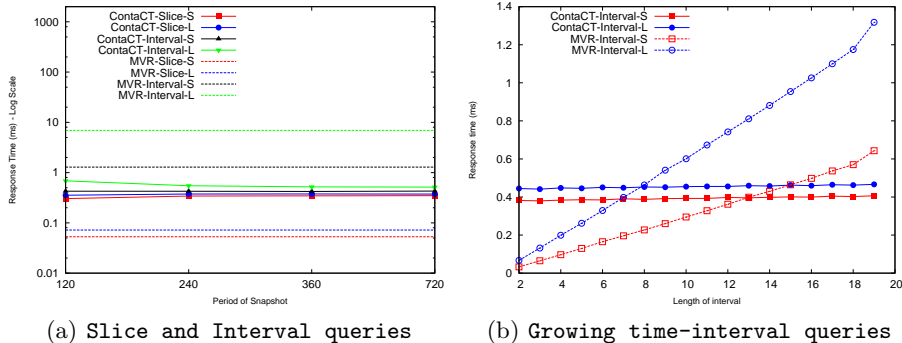 ContaCT-Slice-S
ContaCT-Slice-L
ContaCT-Interval-S
ContaCT-Interval-L
MVR-Slice-S
MVR-Slice-L
MVR-Interval-S
MVR-Interval-L
1000
100
10
1
0.1
0.01
Response Time (ms) - Log Scale
120 240 360 720
Period of Snapshot
(a) Slice and Interval queries
ContaCT-Interval-S
ContaCT-Interval-L
MVR-Interval-S
MVR-Interval-L
1.4
1.2
1
0.8
0.6
0.4
0.2
0
Response time (ms)
2 4 6 8 10 12 14 16 18 20
Length of interval
(b) Growing time-interval queries